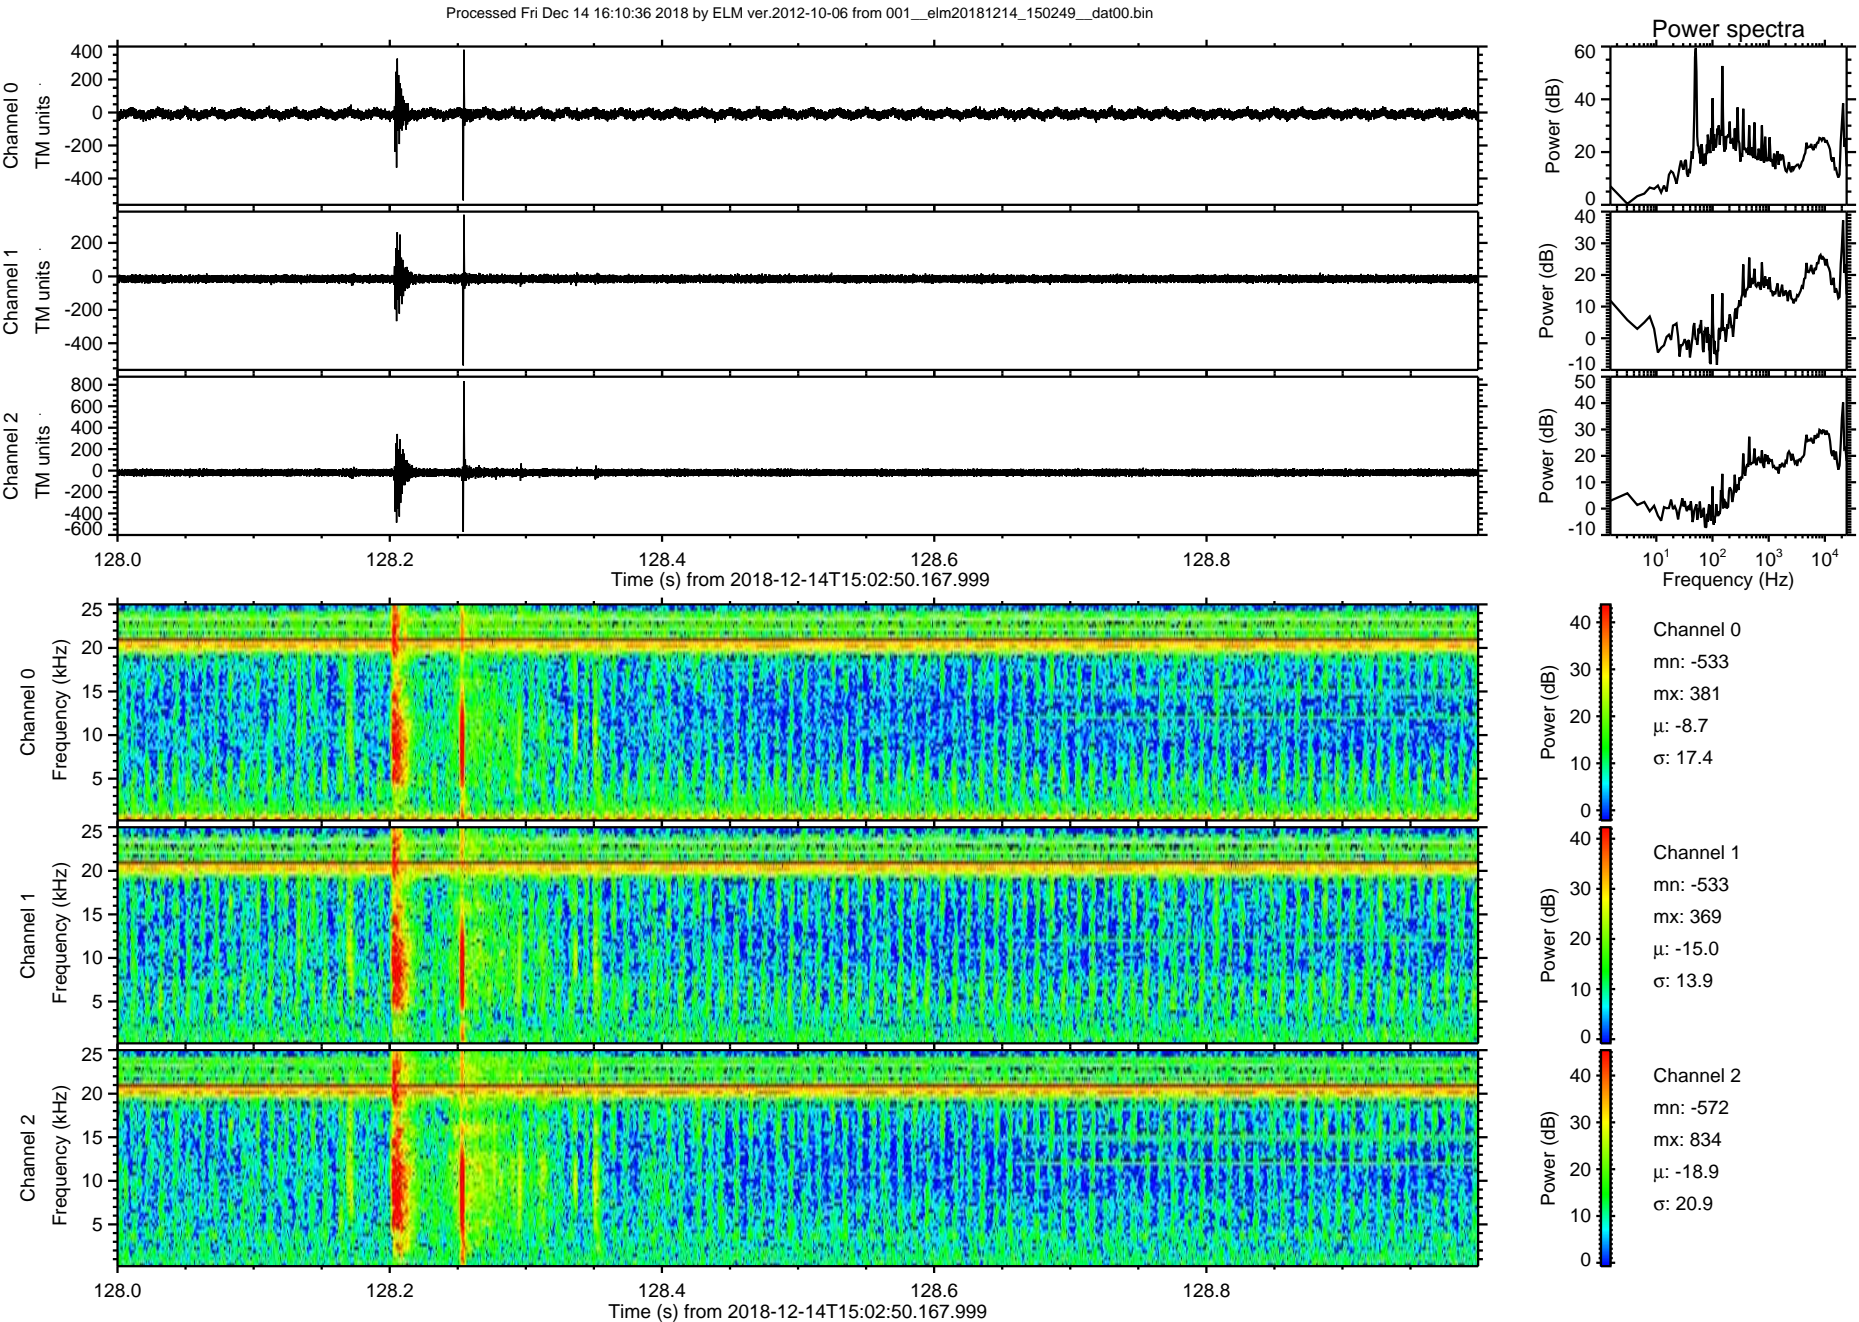 Processed Fri Dec 14 16:10:36 2018 by ELM ver.2012-10-06 from 001__elm20181214_150249__dat00.bin
Power spectra
Channel 0
TM units
400
200
0
-200
-400
Power (dB)
60
40
20
0
Channel 1
TM units
200
0
-200
-400
Power (dB)
40
30
20
10
0
-10
Channel 2
TM units
800
600
400
200
0
-200
-400
-600
Power (dB)
50
40
30
20
10
0
-10
128.0 128.2 128.4 128.6 128.8
Time (s) from 2018-12-14T15:02:50.167.999
10¹ 10² 10³ 10⁴
Frequency (Hz)
Channel 0
Frequency (kHz)
25
20
15
10
5
Power (dB)
40
30
20
10
0
Channel 0
mn: -533
mx: 381
μ: -8.7
σ: 17.4
Channel 1
Frequency (kHz)
25
20
15
10
5
Power (dB)
40
30
20
10
0
Channel 1
mn: -533
mx: 369
μ: -15.0
σ: 13.9
Channel 2
Frequency (kHz)
25
20
15
10
5
Power (dB)
40
30
20
10
0
Channel 2
mn: -572
mx: 834
μ: -18.9
σ: 20.9
128.0 128.2 128.4 128.6 128.8
Time (s) from 2018-12-14T15:02:50.167.999